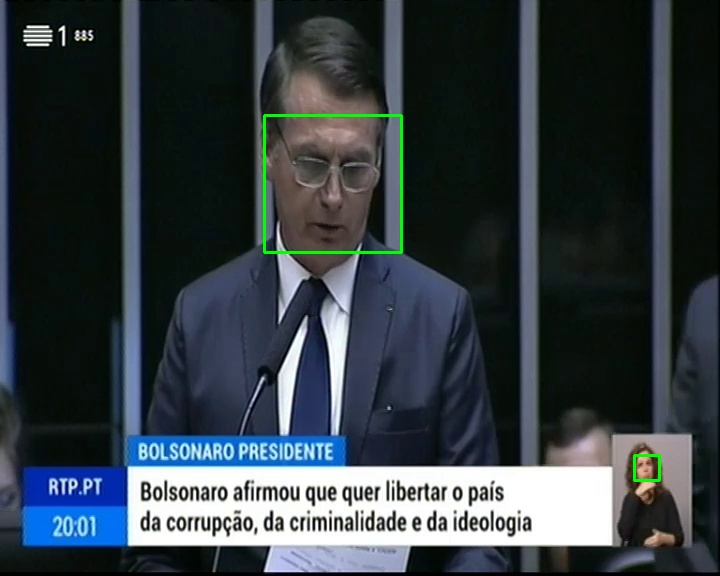 1 885
BOLSONARO PRESIDENTE
RTP.PT
Bolsonaro afirmou que quer libertar o país
20:01
da corrupção, da criminalidade e da ideologia